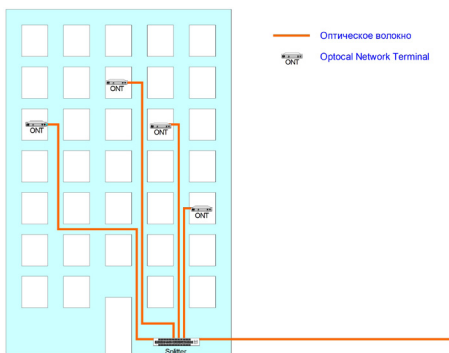 Оптическое волокно
ONT
Optocal Network Terminal
ONT
ONT
ONT
ONT
Splitter